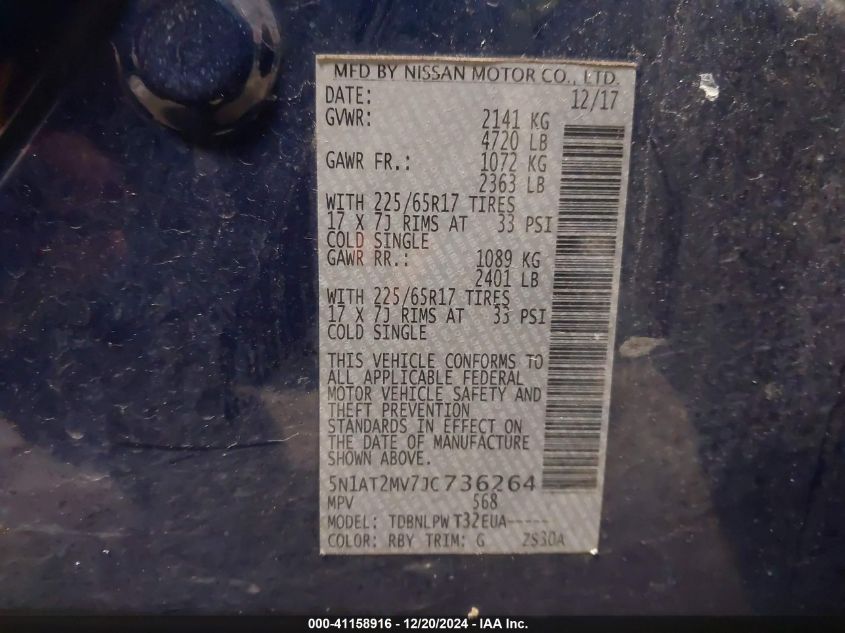 MFD BY NISSAN MOTOR CO., LTD.
DATE: 12/17
GVWR: 2141 KG
4720 LB
GAWR FR.: 1072 KG
2363 LB
WITH 225/65R17 TIRES
17 X 7J RIMS AT 33 PSI
COLD SINGLE
GAWR RR.: 1089 KG
2401 LB
WITH 225/65R17 TIRES
17 X 7J RIMS AT 33 PSI
COLD SINGLE
THIS VEHICLE CONFORMS TO
ALL APPLICABLE FEDERAL
MOTOR VEHICLE SAFETY AND
THEFT PREVENTION
STANDARDS IN EFFECT ON
THE DATE OF MANUFACTURE
SHOWN ABOVE.
5N1AT2MV7JC736264
MPV 568
MODEL: TDBNLPW T32EUA-----
COLOR: RBY TRIM: G ZS30A
000-41158916 - 12/20/2024 - IAA Inc.